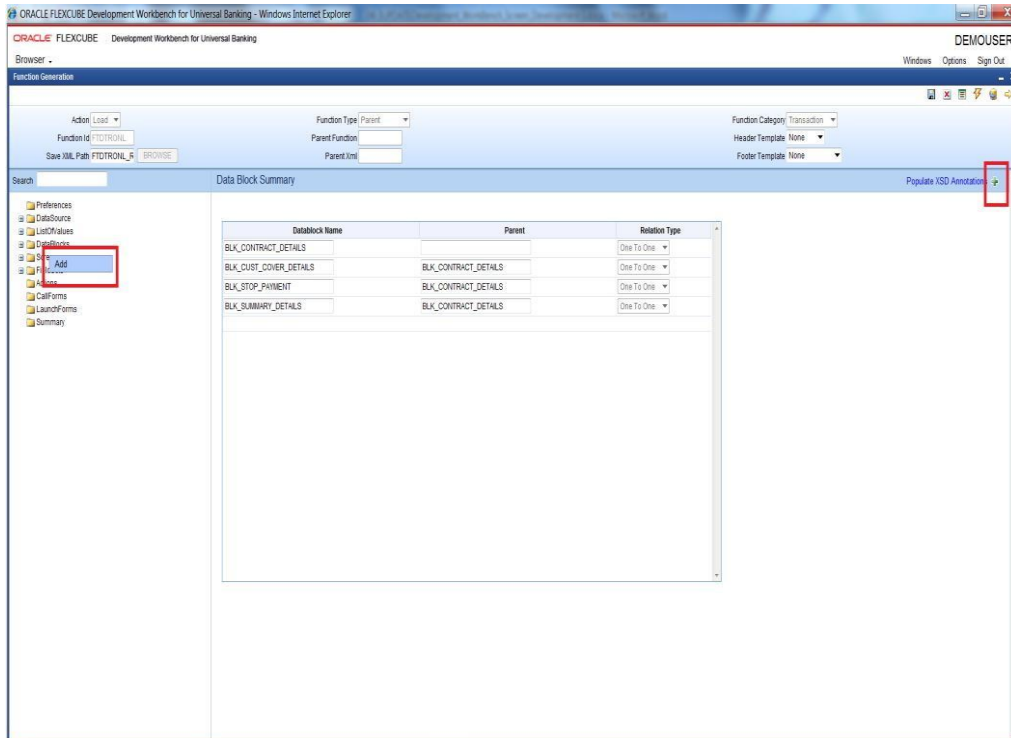 ORACLE FLEXCUBE Development Workbench for Universal Banking - Windows Internet Explorer
ORACLE FLEXCUBE Development Workbench for Universal Banking
DEMOUSER
Browser
Windows Options Sign Out
Function Generation
Action Load Function Type Parent Function Category Transaction
Function Id FTDTRONL Parent Function Header Template None
Save XML Path FTDTRONL_R BROWSE Parent Xml Footer Template None
Search Data Block Summary Populate XSD Annotations
Preferences
DataSource
ListOfValues
DataBlocks
Scre
Add
Actions
CallForms
LaunchForms
Summary
Datablock Name Parent Relation Type
BLK_CONTRACT_DETAILS One To One
BLK_CUST_COVER_DETAILS BLK_CONTRACT_DETAILS One To One
BLK_STOP_PAYMENT BLK_CONTRACT_DETAILS One To One
BLK_SUMMARY_DETAILS BLK_CONTRACT_DETAILS One To One